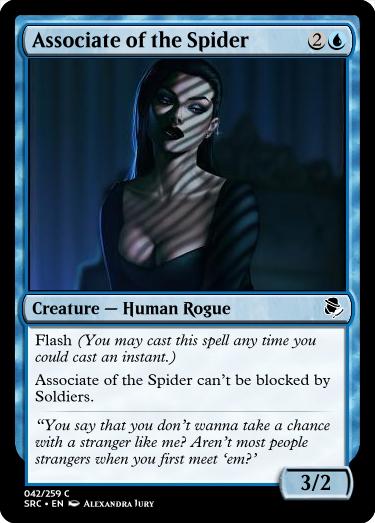 Associate of the Spider 2
Creature — Human Rogue
Flash (You may cast this spell any time you
could cast an instant.)
Associate of the Spider can't be blocked by
Soldiers.
“You say that you don't wanna take a chance
with a stranger like me? Aren't most people
strangers when you first meet ‘em?’
3/2
042/259 C
SRC • EN Alexandra Jury